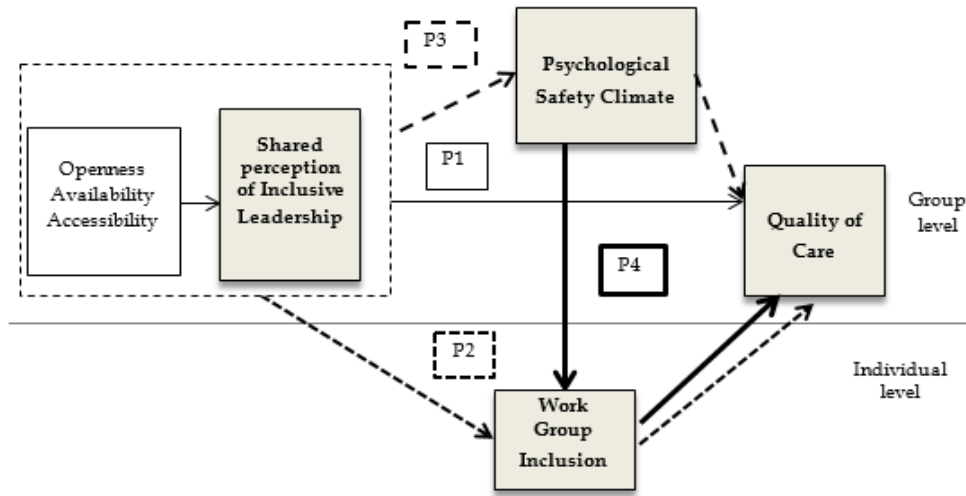 P3
Psychological
Safety Climate
Openness
Availability
Accessibility
Shared
perception
of Inclusive
Leadership
P1
Quality of
Care
Group
level
P4
P2
Individual
level
Work
Group
Inclusion